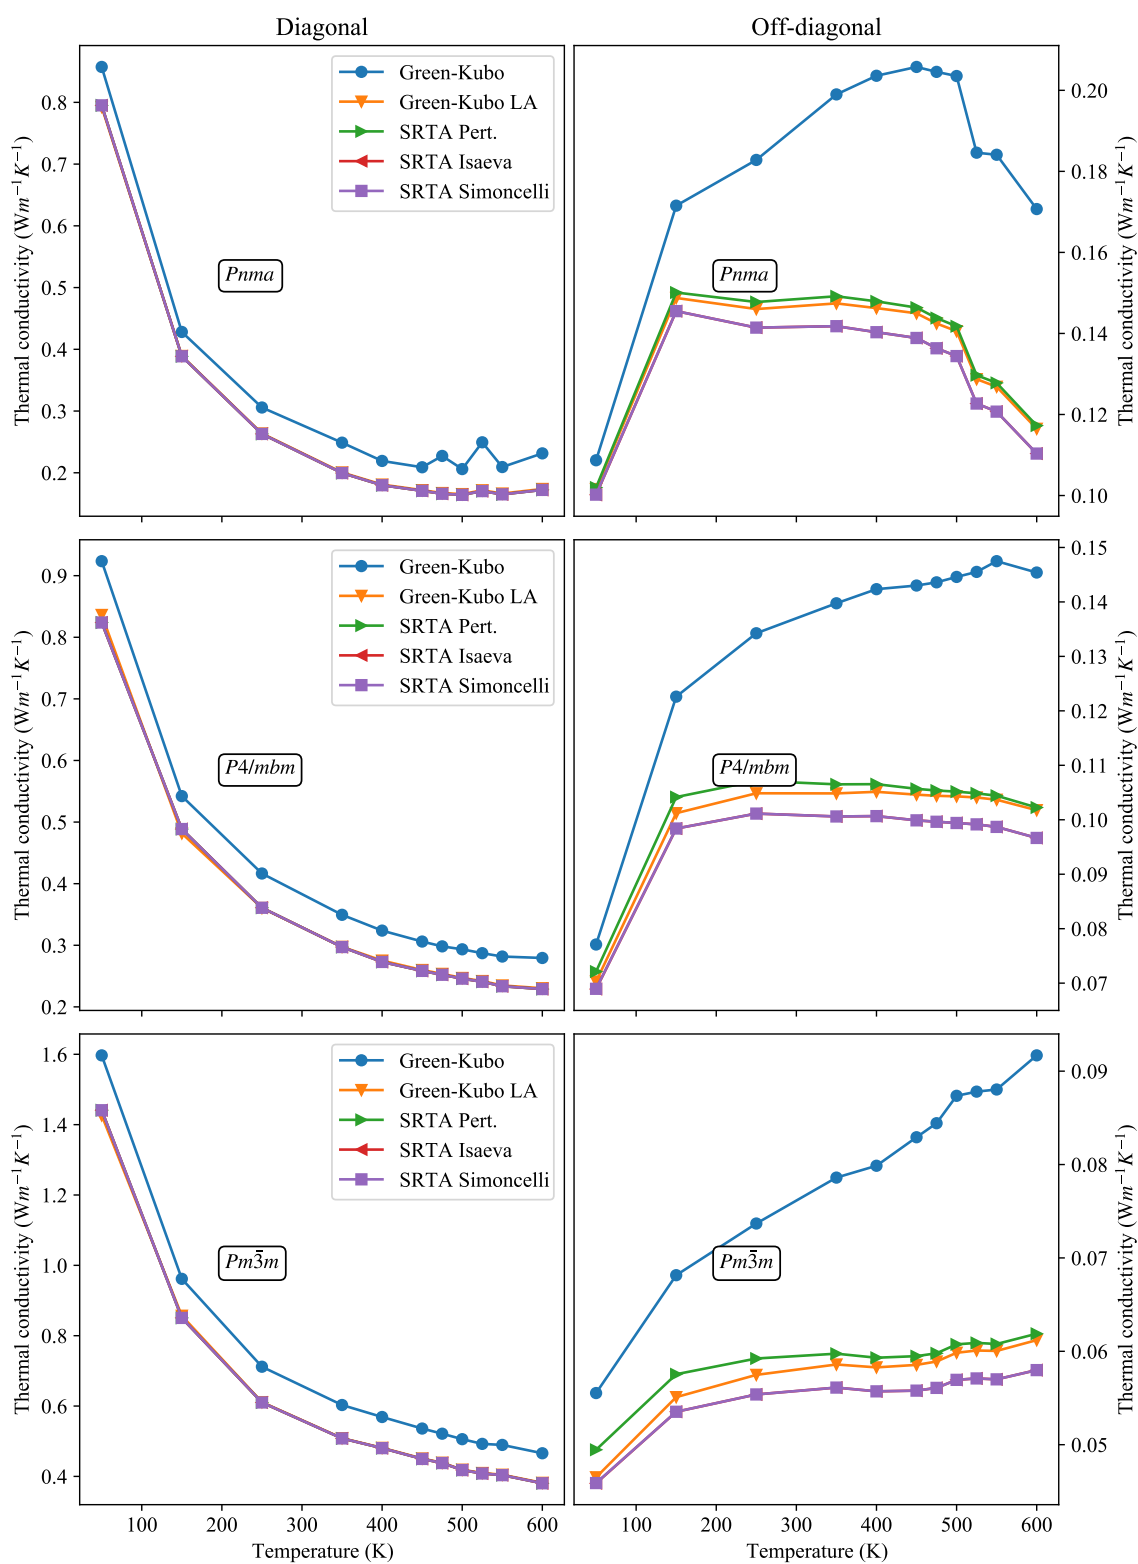 Diagonal
Off-diagonal
Thermal conductivity (Wm⁻¹K⁻¹)
0.8
0.7
0.6
0.5
0.4
0.3
0.2
Green-Kubo
Green-Kubo LA
SRTA Pert.
SRTA Isaeva
SRTA Simoncelli
Pnma
Pnma
0.20
0.18
0.16
0.14
0.12
0.10
Thermal conductivity (Wm⁻¹K⁻¹)
Thermal conductivity (Wm⁻¹K⁻¹)
0.9
0.8
0.7
0.6
0.5
0.4
0.3
0.2
Green-Kubo
Green-Kubo LA
SRTA Pert.
SRTA Isaeva
SRTA Simoncelli
P4/mbm
P4/mbm
0.15
0.14
0.13
0.12
0.11
0.10
0.09
0.08
0.07
Thermal conductivity (Wm⁻¹K⁻¹)
Thermal conductivity (Wm⁻¹K⁻¹)
1.6
1.4
1.2
1.0
0.8
0.6
0.4
Green-Kubo
Green-Kubo LA
SRTA Pert.
SRTA Isaeva
SRTA Simoncelli
Pm3̄m
Pm3̄m
0.09
0.08
0.07
0.06
0.05
Thermal conductivity (Wm⁻¹K⁻¹)
100 200 300 400 500 600
100 200 300 400 500 600
Temperature (K)
Temperature (K)